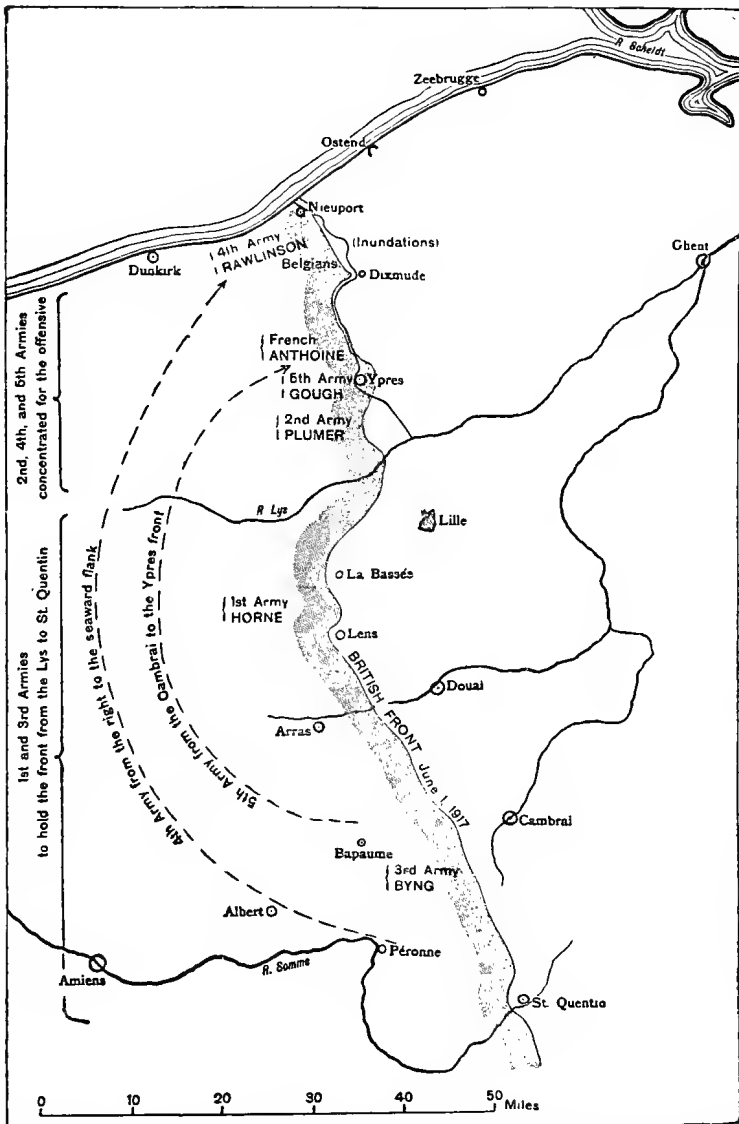 R Scheldt
Zeebrugge
Ostend
Nieuport
(Inundations)
4th Army
RAWLINSON
Belgians
Dixmude
Dunkirk
Ghent
French
ANTHOINE
5th Army
GOUGH
Ypres
2nd Army
PLUMER
2nd, 4th, and 5th Armies
concentrated for the offensive
R Lys
Lille
La Bassés
1st Army
HORNE
Lens
BRITISH FRONT June 1, 1917
Douai
Arras
1st and 3rd Armies
to hold the front from the Lys to St. Quentin
4th Army from the right to the seaward flank
5th Army from the Cambrai to the Ypres front
Cambrai
Bapaume
3rd Army
BYNG
Albert
Péronne
Amiens
R. Somme
St. Quentin
0 10 20 30 40 50 Miles